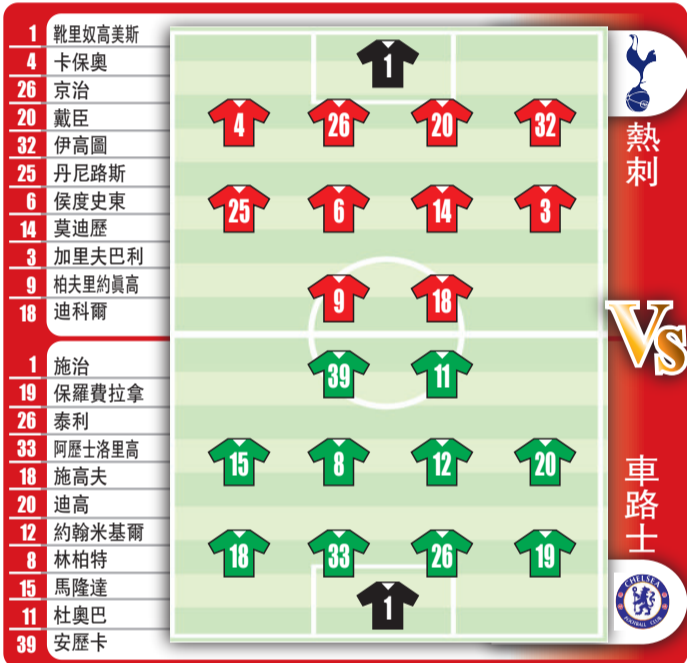 1 靴里奴高美斯
4 卡保奧
26 京治
20 戴臣
32 伊高圖
25 丹尼路斯
6 侯度史東
14 莫迪歷
3 加里夫巴利
9 柏夫里約眞高
18 迪科爾
1
4 26 20 32
25 6 14 3
9 18
熱刺
Vs
1 施治
19 保羅費拉拿
26 泰利
33 阿歷士洛里高
18 施高夫
20 迪高
12 約翰米基爾
8 林柏特
15 馬隆達
11 杜奧巴
39 安歷卡
39 11
15 8 12 20
18 33 26 19
1
車路士
CHELSEA
FOOTBALL CLUB